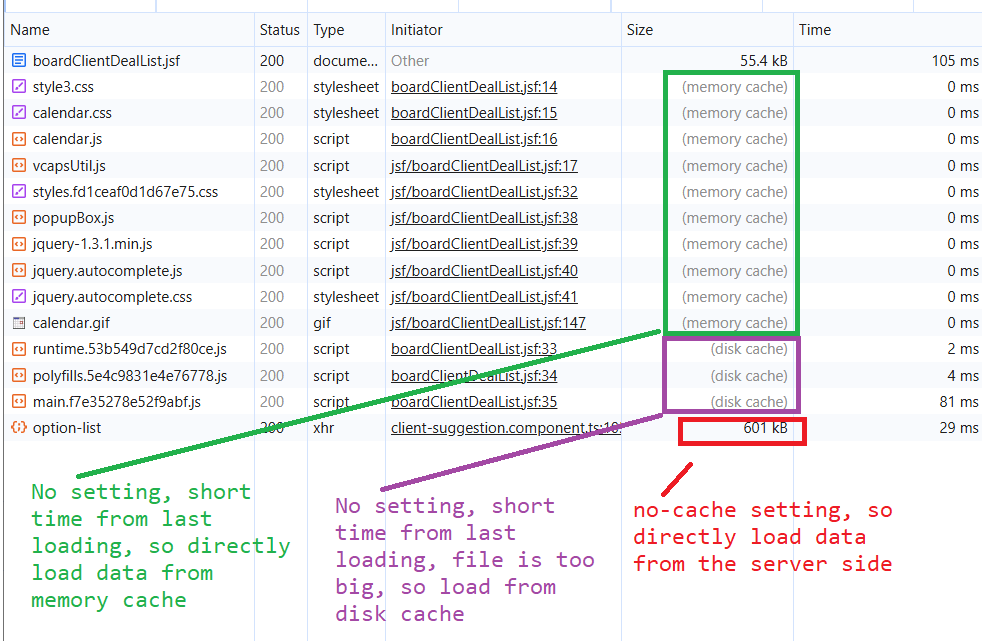 Name Status Type Initiator Size Time
boardClientDealList.jsf 200 docume... Other 55.4 kB 105 ms
style3.css 200 stylesheet boardClientDealList.jsf:14 (memory cache) 0 ms
calendar.css 200 stylesheet boardClientDealList.jsf:15 (memory cache) 0 ms
calendar.js 200 script boardClientDealList.jsf:16 (memory cache) 0 ms
vcapsUtil.js 200 script jsf/boardClientDealList.jsf:17 (memory cache) 0 ms
styles.fd1ceaf0d1d67e75.css 200 stylesheet jsf/boardClientDealList.jsf:32 (memory cache) 0 ms
popupBox.js 200 script jsf/boardClientDealList.jsf:38 (memory cache) 0 ms
jquery-1.3.1.min.js 200 script jsf/boardClientDealList.jsf:39 (memory cache) 0 ms
jquery.autocomplete.js 200 script jsf/boardClientDealList.jsf:40 (memory cache) 0 ms
jquery.autocomplete.css 200 stylesheet jsf/boardClientDealList.jsf:41 (memory cache) 0 ms
calendar.gif 200 gif jsf/boardClientDealList.jsf:147 (memory cache) 0 ms
runtime.53b549d7cd2f80ce.js 200 script boardClientDealList.jsf:33 (disk cache) 2 ms
polyfills.5e4c9831e4e76778.js 200 script boardClientDealList.jsf:34 (disk cache) 4 ms
main.f7e35278e52f9abf.js 200 script boardClientDealList.jsf:35 (disk cache) 81 ms
option-list 200 xhr client-suggestion.component.ts:10 601 kB 29 ms
No setting, short
time from last
loading, so directly
load data from
memory cache
No setting, short
time from last
loading, file is too
big, so load from
disk cache
no-cache setting, so
directly load data
from the server side